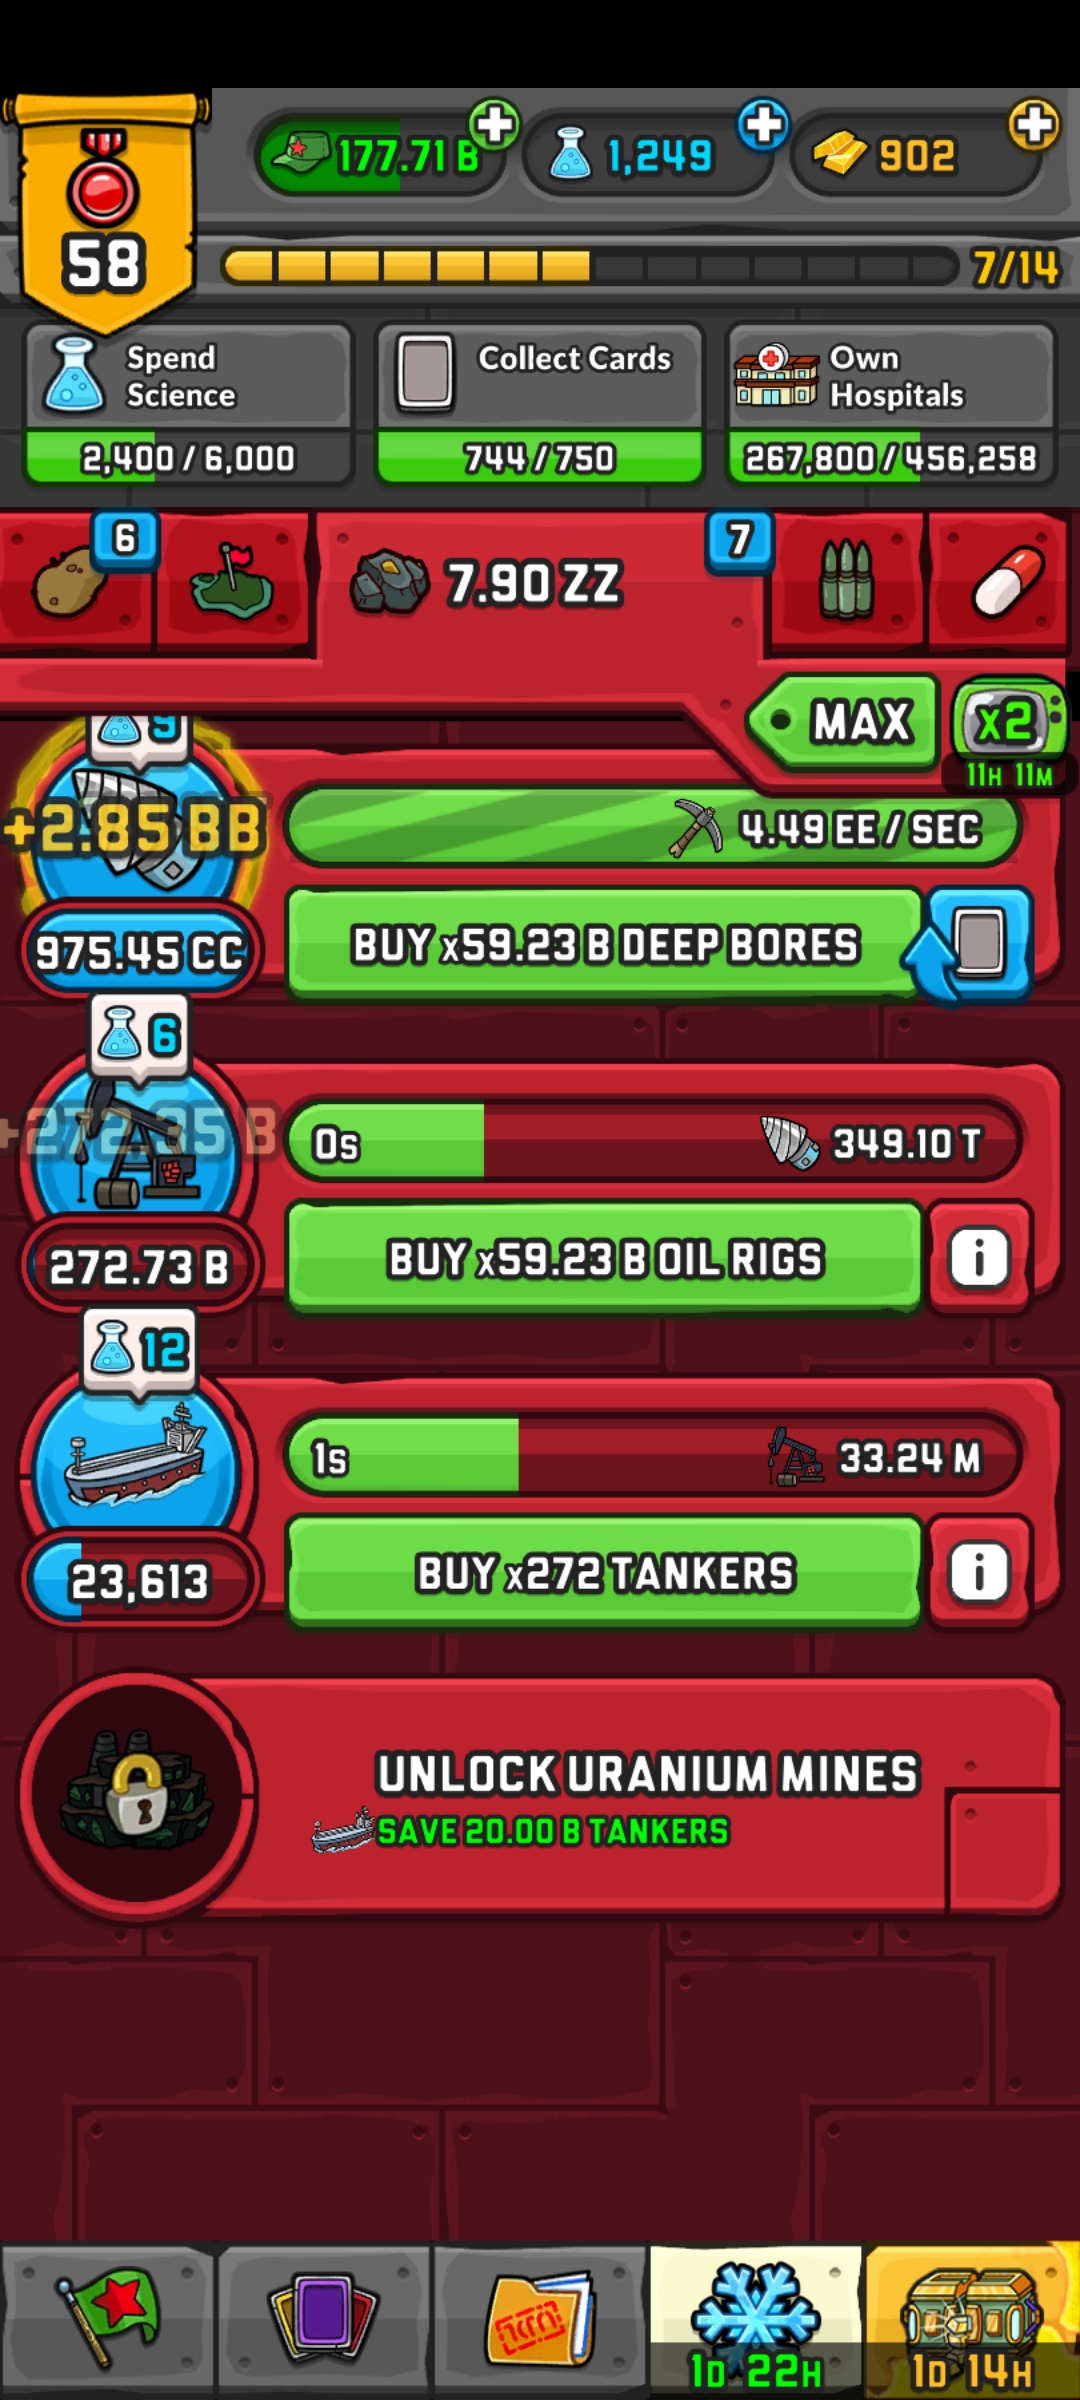 177.71 B
1,249
902
58
7/14
Spend
Science
Collect Cards
Own
Hospitals
2,400 / 6,000
744 / 750
267,800 / 456,258
6
7.90 ZZ
7
MAX
x2
11H 11M
9
+2.85 BB
4.49 EE / SEC
975.45 CC
BUY x59.23 B DEEP BORES
6
+272.35 B
0s
349.10 T
272.73 B
BUY x59.23 B OIL RIGS
i
12
1s
33.24 M
23,613
BUY x272 TANKERS
i
UNLOCK URANIUM MINES
SAVE 20.00 B TANKERS
1D 22H
1D 14H